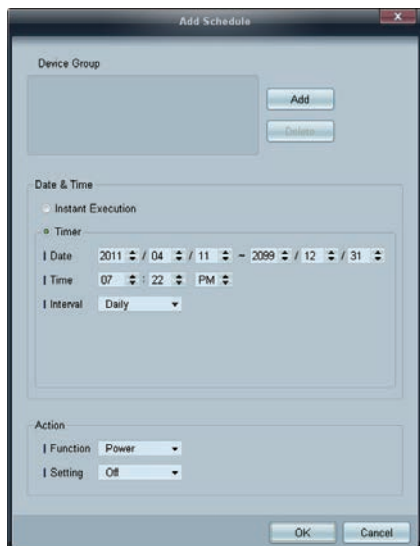 Add Schedule
x
Device Group
Add
Delete
Date & Time
Instant Execution
Timer
Date 2011 / 04 / 11 ~ 2099 / 12 / 31
Time 07 : 22 PM
Interval Daily
Action
Function Power
Setting Off
OK Cancel